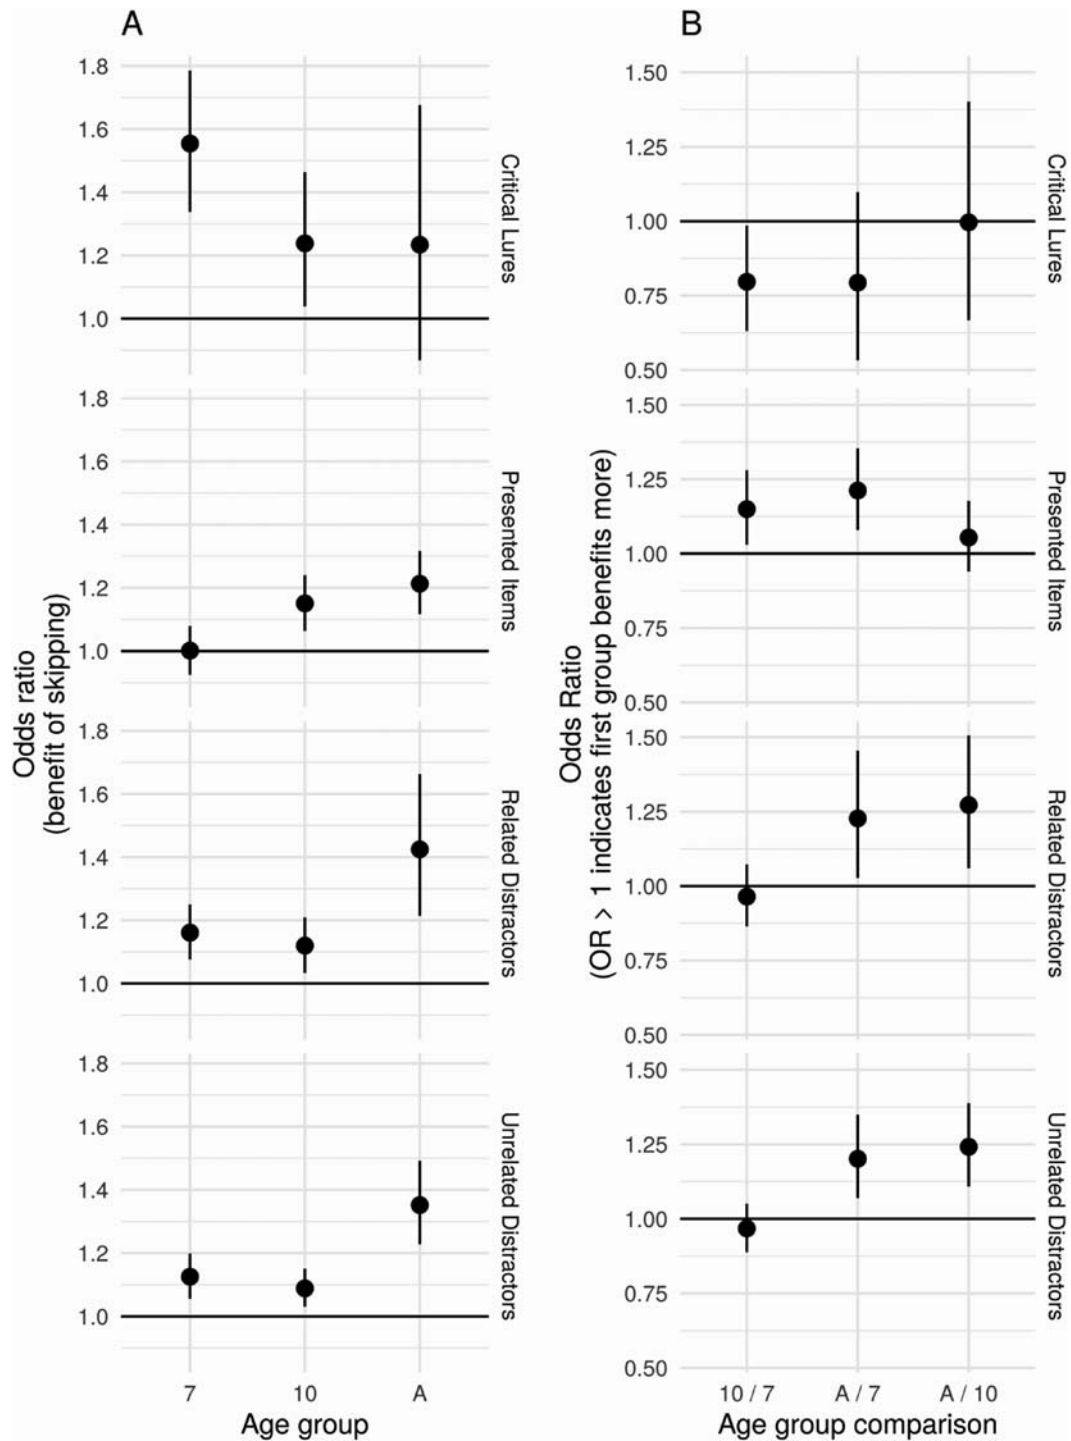 A
Odds ratio
(benefit of skipping)
1.8
1.6
1.4
1.2
1.0
Critical Lures
1.8
1.6
1.4
1.2
1.0
Presented Items
1.8
1.6
1.4
1.2
1.0
Related Distractors
1.8
1.6
1.4
1.2
1.0
Unrelated Distractors
7 10 A
Age group
B
Odds Ratio
(OR > 1 indicates first group benefits more)
1.50
1.25
1.00
0.75
0.50
Critical Lures
1.50
1.25
1.00
0.75
0.50
Presented Items
1.50
1.25
1.00
0.75
0.50
Related Distractors
1.50
1.25
1.00
0.75
0.50
Unrelated Distractors
10 / 7 A / 7 A / 10
Age group comparison